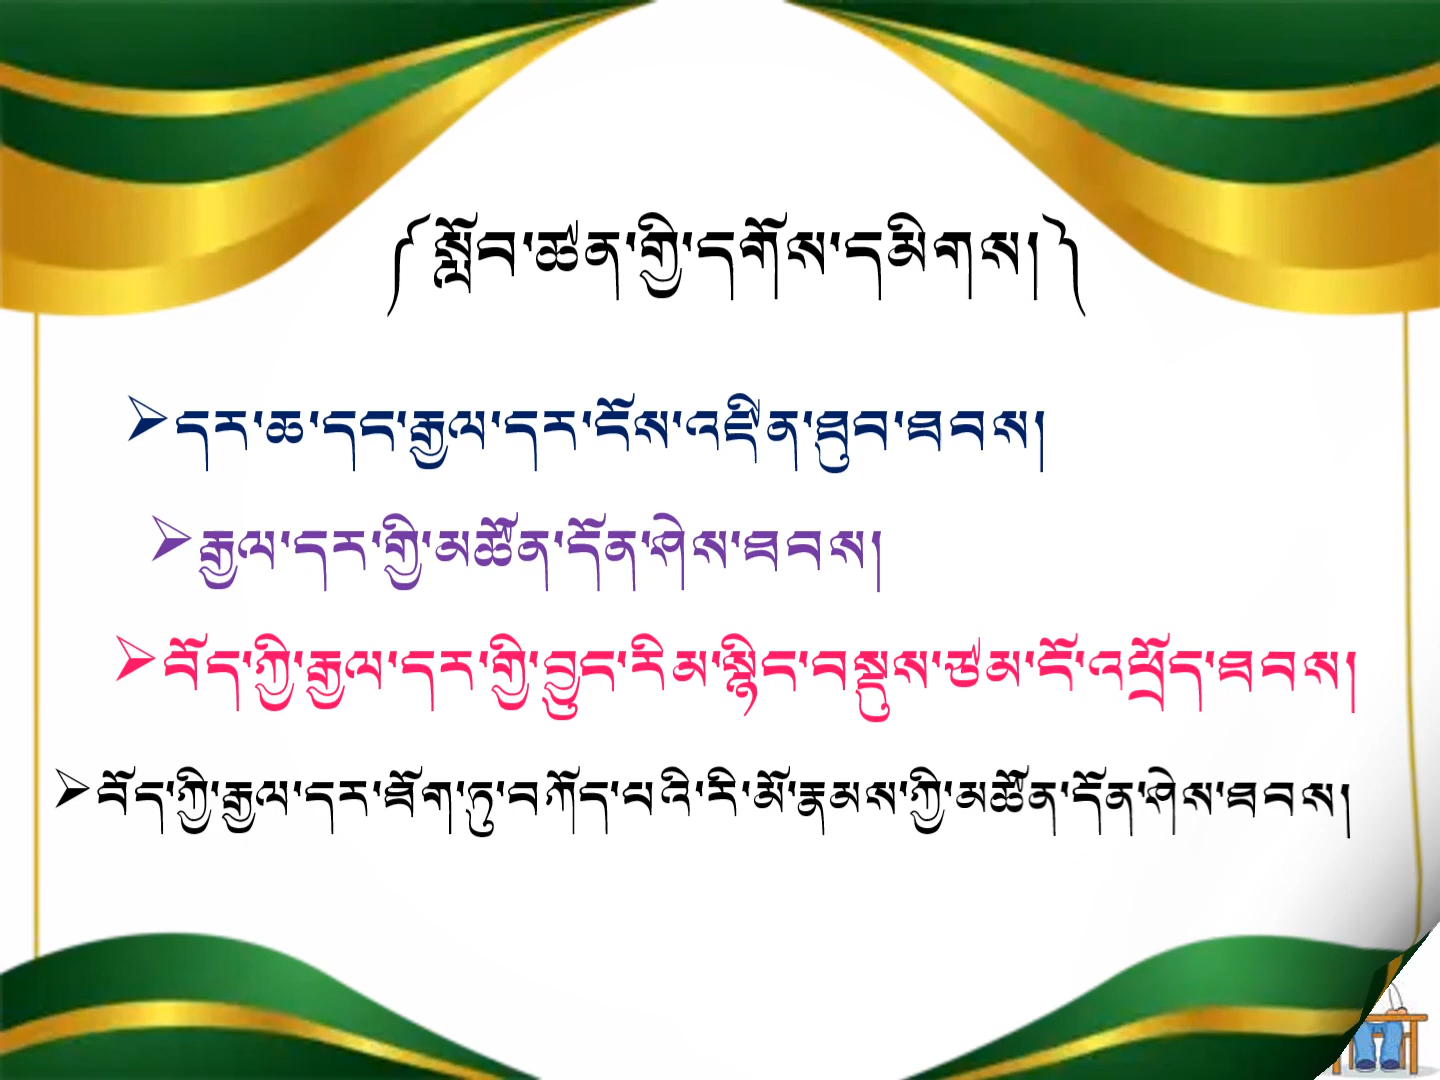 ༼སློབ་ཚན་གྱི་དགོས་དམིགས།༽
དར་ཆ་དང་རྒྱལ་དར་ངོས་འཛིན་ཐུབ་ཐབས།
རྒྱལ་དར་གྱི་མཚོན་དོན་ཤེས་ཐབས།
བོད་ཀྱི་རྒྱལ་དར་གྱི་བྱུང་རིམ་སྙིང་བསྡུས་ཙམ་ངོ་འཕྲོད་ཐབས།
བོད་ཀྱི་རྒྱལ་དར་ཐོག་ཏུ་བཀོད་པའི་རི་མོ་རྣམས་ཀྱི་མཚོན་དོན་ཤེས་ཐབས།